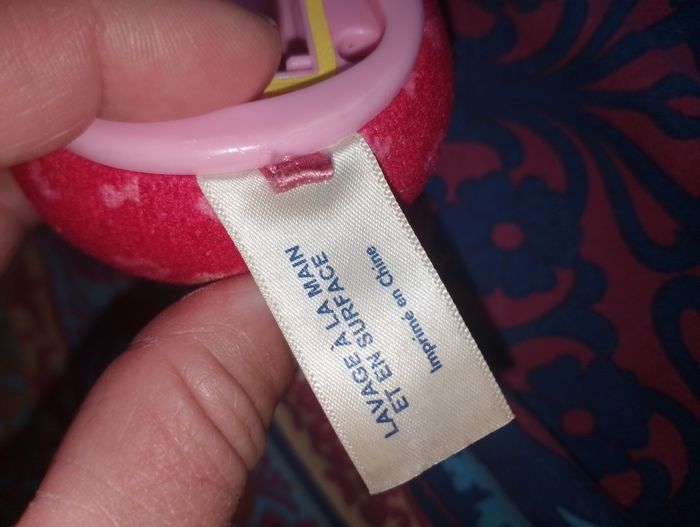 LAVAGE A LA MAIN
ET EN SURFACE
Imprimé en Chine